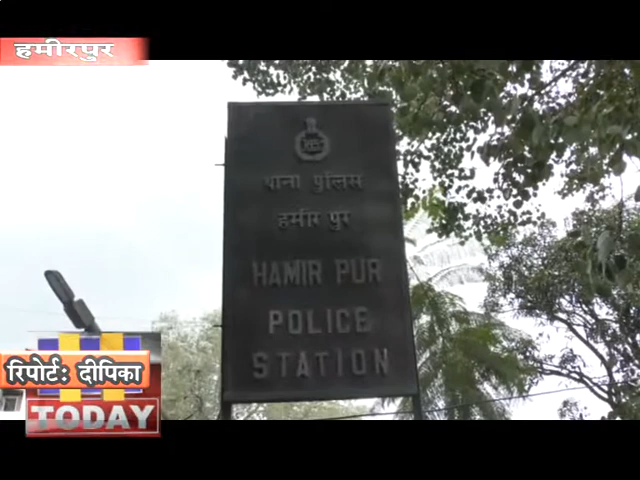 हमीरपुर
थाना पुलिस
हमीर पुर
HAMIR PUR
POLICE
STATION
रिपोर्ट: दीपिका
TODAY